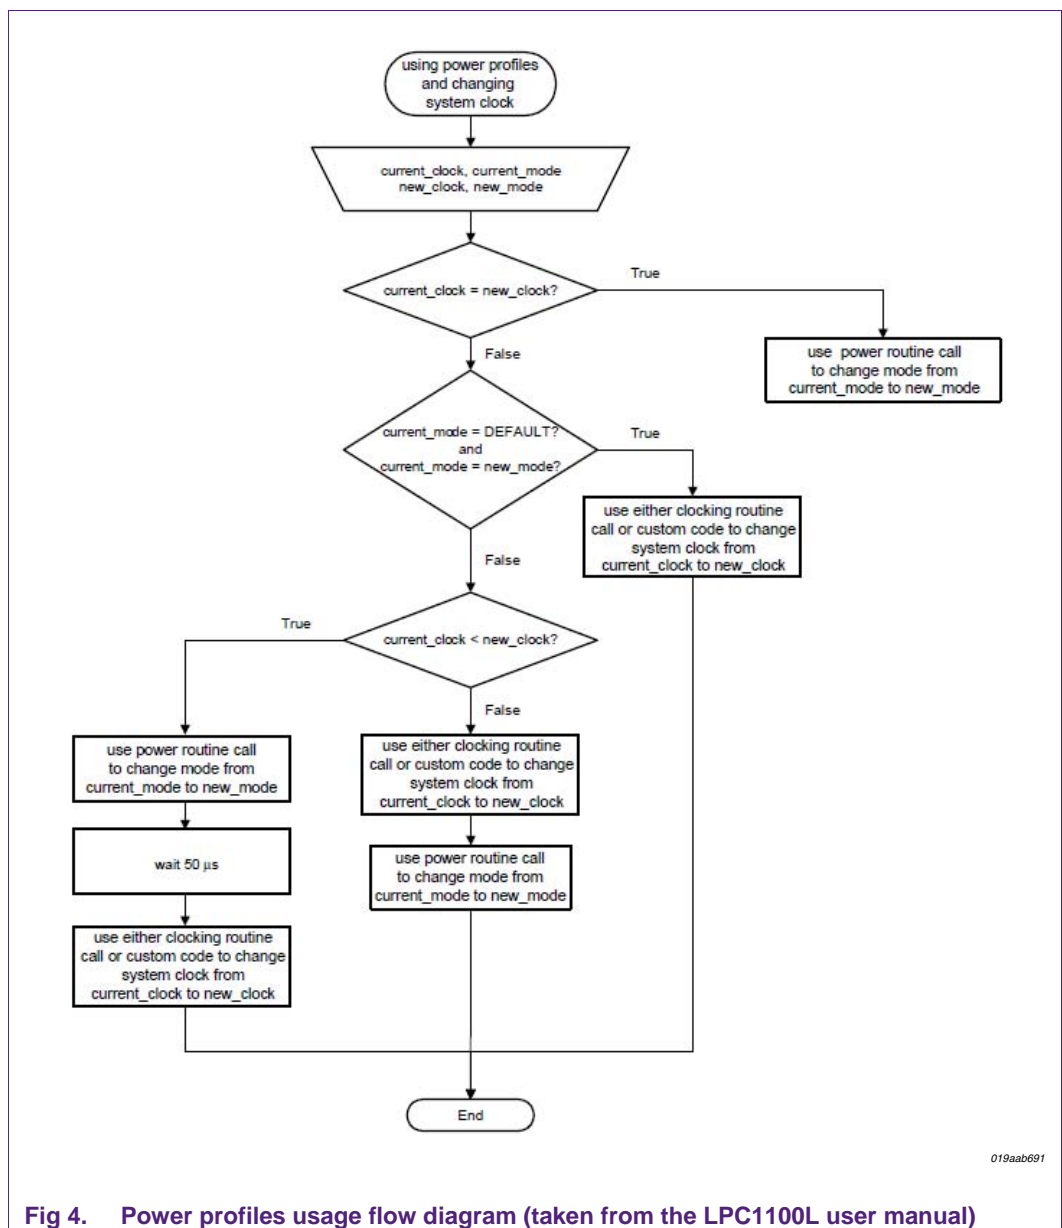 using power profiles
and changing
system clock
current_clock, current_mode
new_clock, new_mode
current_clock = new_clock?
True
use power routine call
to change mode from
current_mode to new_mode
False
current_mode = DEFAULT?
and
current_mode = new_mode?
True
use either clocking routine
call or custom code to change
system clock from
current_clock to new_clock
False
current_clock < new_clock?
True
False
use power routine call
to change mode from
current_mode to new_mode
wait 50 µs
use either clocking routine
call or custom code to change
system clock from
current_clock to new_clock
use either clocking routine
call or custom code to change
system clock from
current_clock to new_clock
use power routine call
to change mode from
current_mode to new_mode
End
019aab691
Fig 4. Power profiles usage flow diagram (taken from the LPC1100L user manual)